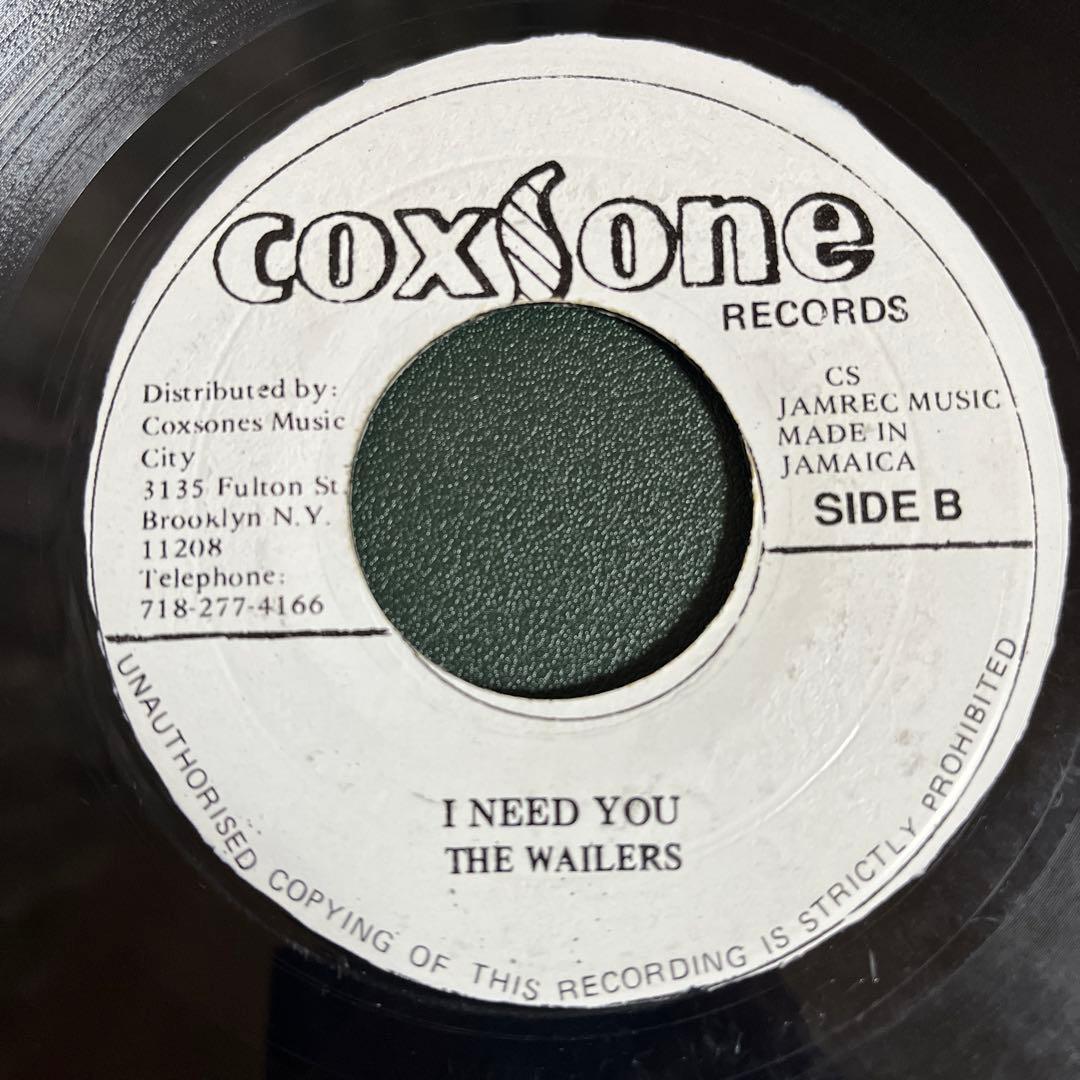 coxsone
RECORDS
Distributed by:
Coxsones Music
City
3135 Fulton St
Brooklyn N.Y.
11208
Telephone:
718-277-4166
CS
JAMREC MUSIC
MADE IN
JAMAICA
SIDE B
I NEED YOU
THE WAILERS
UNAUTHORISED COPYING OF THIS RECORDING IS STRICTLY PROHIBITED